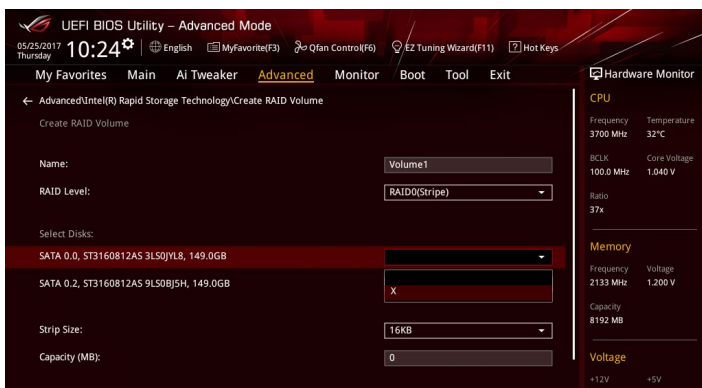 UEFI BIOS Utility – Advanced Mode
05/25/2017 Thursday 10:24 English MyFavorite(F3) Qfan Control(F6) EZ Tuning Wizard(F11) ? Hot Keys
My Favorites Main Ai Tweaker Advanced Monitor Boot Tool Exit
← Advanced\Intel(R) Rapid Storage Technology\Create RAID Volume
Create RAID Volume
Name: Volume1
RAID Level: RAID0(Stripe)
Select Disks:
SATA 0.0, ST3160812AS 3LS0JYL8, 149.0GB
SATA 0.2, ST3160812AS 9LS0BJ5H, 149.0GB
X
Strip Size: 16KB
Capacity (MB): 0
Hardware Monitor
CPU
Frequency Temperature
3700 MHz 32°C
BCLK Core Voltage
100.0 MHz 1.040 V
Ratio
37x
Memory
Frequency Voltage
2133 MHz 1.200 V
Capacity
8192 MB
Voltage
+12V +5V